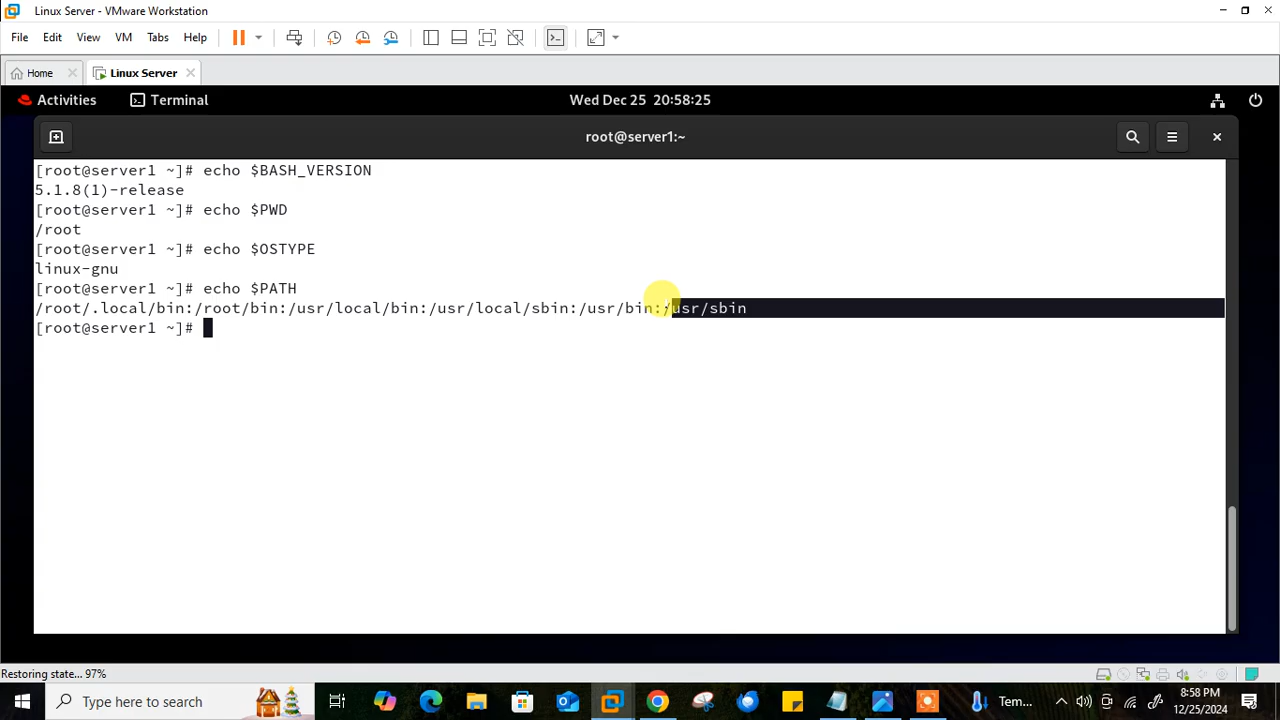 Linux Server - VMware Workstation
File Edit View VM Tabs Help
Home Linux Server
Activities Terminal Wed Dec 25 20:58:25
root@server1:~
[root@server1 ~]# echo $BASH_VERSION
5.1.8(1)-release
[root@server1 ~]# echo $PWD
/root
[root@server1 ~]# echo $OSTYPE
linux-gnu
[root@server1 ~]# echo $PATH
/root/.local/bin:/root/bin:/usr/local/bin:/usr/local/sbin:/usr/bin:/usr/sbin
[root@server1 ~]#
Restoring state... 97%
Type here to search Tem... 8:58 PM
12/25/2024